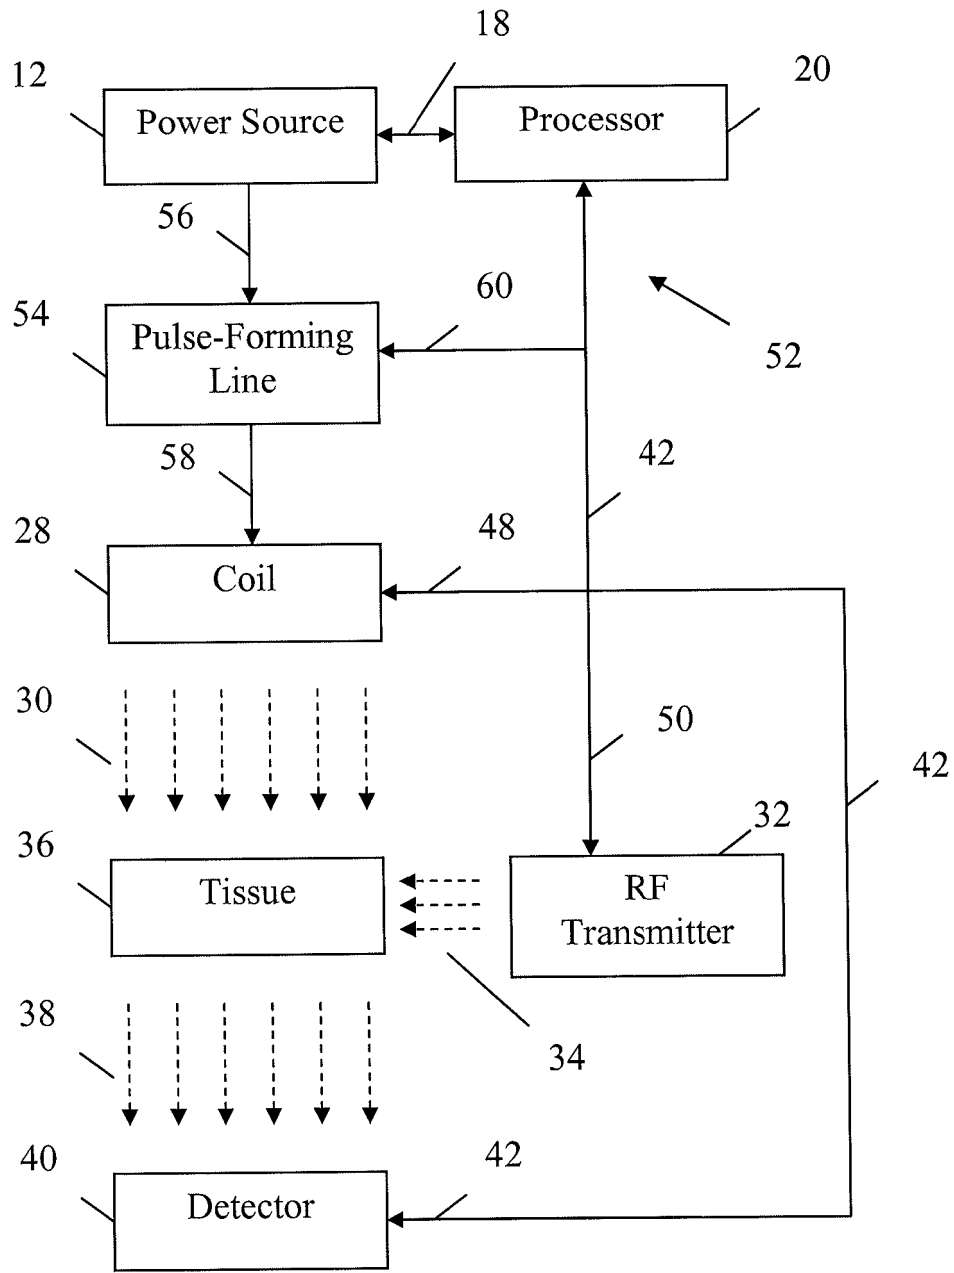 18
12
20
Power Source
Processor
56
60
54
Pulse-Forming
Line
52
58
42
28
48
Coil
30
50
42
36
32
Tissue
RF
Transmitter
38
34
40
42
Detector